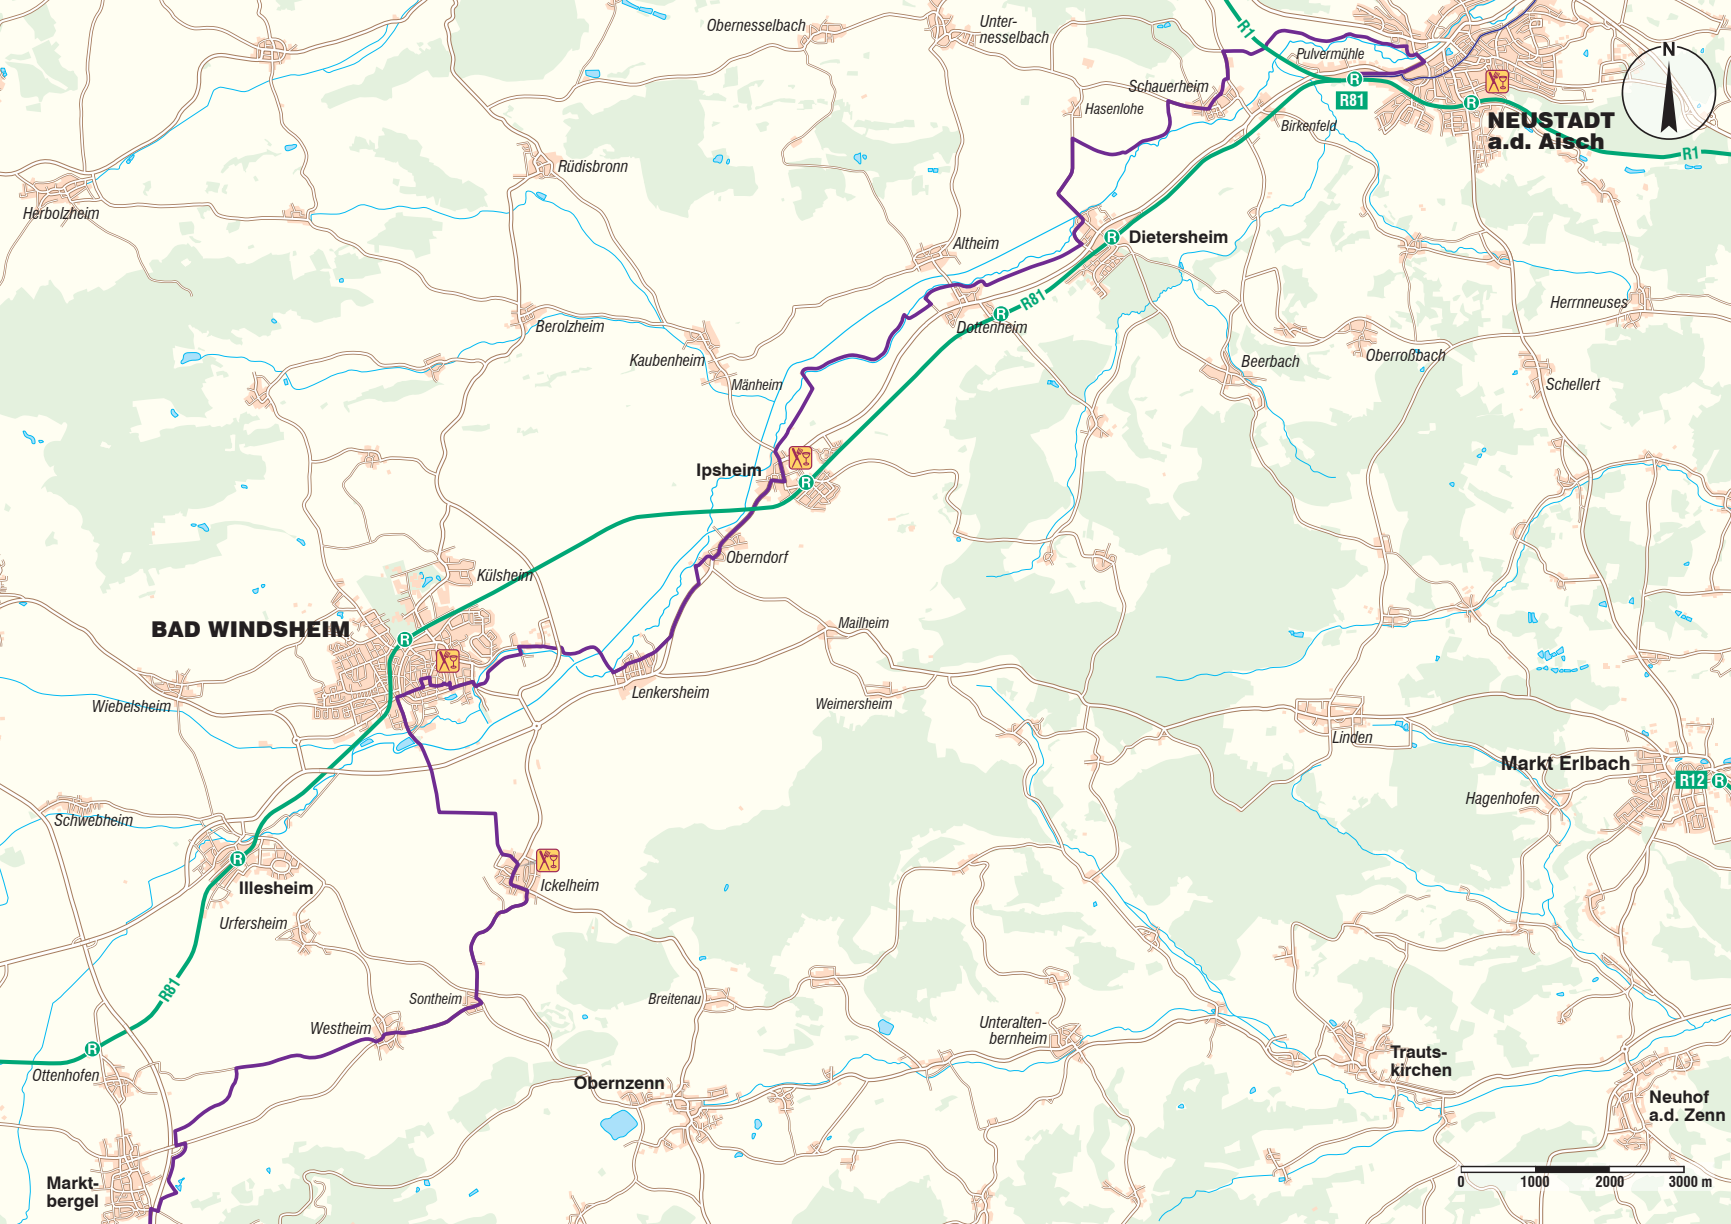 Obernesselbach
Unter-
nesselbach
R1
Pulvermühle
N
Schauerheim
R
R81
Hasenlohe
R
NEUSTADT
a.d. Aisch
Birkenfeld
R1
Rüdisbronn
Herbolzheim
Altheim
R
Dietersheim
R81
R
Dottenheim
Herrnneuses
Berolzheim
Kaubenheim
Mänheim
Beerbach
Oberroßbach
Schellert
Ipsheim
R
Oberndorf
Külsheim
BAD WINDSHEIM
R
Mailheim
Wiebelsheim
Lenkersheim
Weimersheim
Linden
Markt Erlbach
R12
R
Hagenhofen
Schwebheim
R
Illesheim
Ickelheim
Urfersheim
R81
Sontheim
Breitenau
Westheim
Unteralten-
bernheim
R
Ottenhofen
Obernzenn
Trauts-
kirchen
Neuhof
a.d. Zenn
Markt-
bergel
0 1000 2000 3000 m